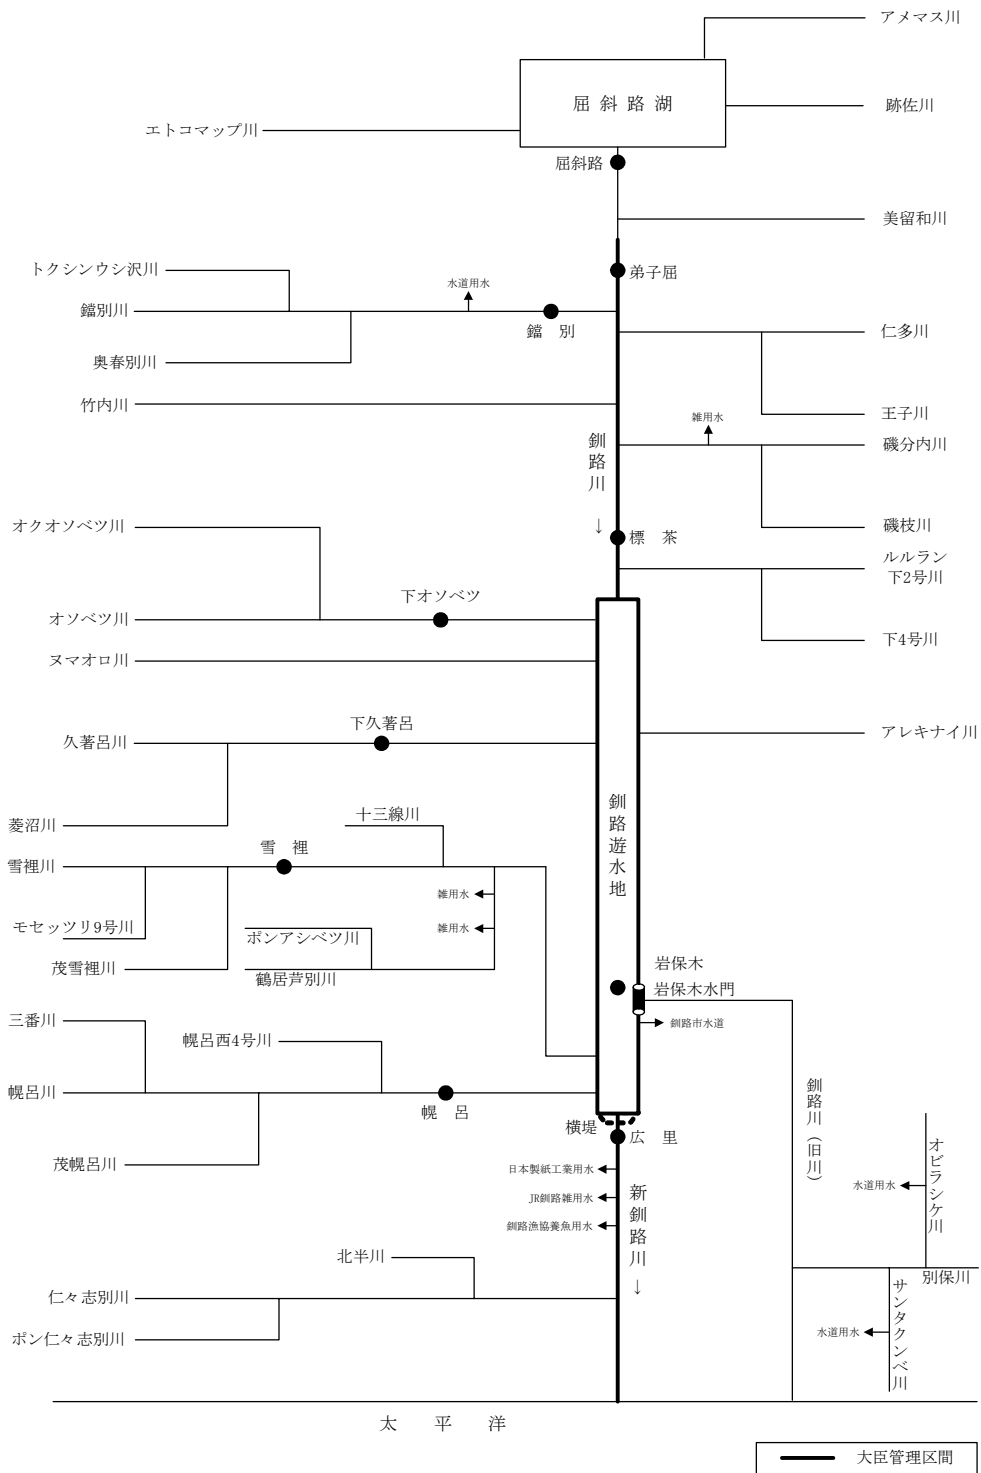 アメマス川
屈斜路湖
跡佐川
エトコマップ川
屈斜路
美留和川
トクシンウシ沢川
弟子屈
水道用水
鐺別川
鐺　別
仁多川
奥春別川
竹内川
王子川
雑用水
釧路川
↓
磯分内川
オクオソベツ川
磯枝川
標　茶
ルルラン
下2号川
下オソベツ
オソベツ川
下4号川
ヌマオロ川
下久著呂
アレキナイ川
久著呂川
釧路遊水地
十三線川
菱沼川
雪　裡
雪裡川
雑用水
モセッツリ9号川
雑用水
ポンアシベツ川
茂雪裡川
鶴居芦別川
岩保木
岩保木水門
三番川
釧路市水道
幌呂西4号川
幌呂川
幌　呂
釧路川（旧川）
横堤
広　里
オビラシケ川
茂幌呂川
日本製紙工業用水
水道用水
新釧路川
↓
JR釧路雑用水
釧路漁協養魚用水
北半川
別保川
仁々志別川
サンタクンベ川
水道用水
ポン仁々志別川
太　平　洋
大臣管理区間